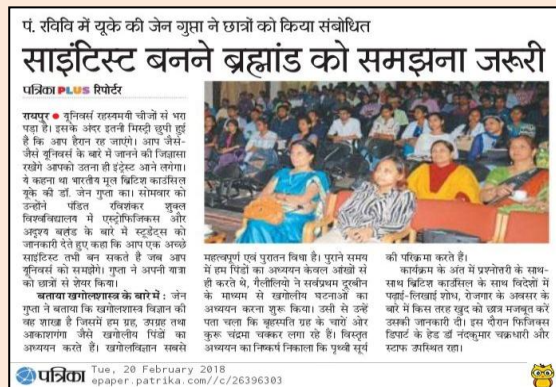 पं. रविवि में यूके की जेन गुप्ता ने छात्रों को किया संबोधित
साइंटिस्ट बनने ब्रह्मांड को समझना जरूरी
पत्रिका PLUS रिपोर्टर
रायपुर ● यूनिवर्स रहस्यमयी चीजों से भरा
पड़ा है। इसके अंदर इतनी मिस्ट्री छुपी हुई
है कि आप हैरान रह जाएंगे। आप जैसे-
जैसे यूनिवर्स के बारे में जानने की जिज्ञासा
रखेंगे आपको उतना ही इंट्रेस्ट आने लगेगा।
ये कहना था भारतीय मूल ब्रिटिश काउंसिल
यूके की डॉ. जेन गुप्ता का। सोमवार को
उन्होंने पंडित रविशंकर शुक्ल
विश्वविद्यालय में एस्ट्रोफिजिक्स और
अदृश्य ब्रह्मांड के बारे में स्टूडेंट्स को
जानकारी देते हुए कहा कि आप एक अच्छे
साइंटिस्ट तभी बन सकते हैं जब आप
यूनिवर्स को समझेंगे। गुप्ता ने अपनी यात्रा
को छात्रों से शेयर किया।
बताया खगोलशास्त्र के बारे में : जेन
गुप्ता ने बताया कि खगोलशास्त्र विज्ञान की
वह शाखा है जिसमें हम ग्रह, उपग्रह तथा
आकाशगंगा जैसे खगोलीय पिंडों का
अध्ययन करते हैं। खगोलविज्ञान सबसे
महत्वपूर्ण एवं पुरातन विधा है। पुराने समय
में हम पिंडों का अध्ययन केवल आंखों से
ही करते थे, गैलीलियो ने सर्वप्रथम दूरबीन
के माध्यम से खगोलीय घटनाओं का
अध्ययन करना शुरू किया। उसी से उन्हें
पता चला कि बृहस्पति ग्रह के चारों ओर
कुछ चंद्रमा चक्कर लगा रहे हैं। विस्तृत
अध्ययन का निष्कर्ष निकाला कि पृथ्वी सूर्य
की परिक्रमा करते हैं।
कार्यक्रम के अंत में प्रश्नोत्तरी के साथ-
साथ ब्रिटिश काउंसिल के साथ विदेशों में
पढ़ाई-लिखाई शोध, रोजगार के अवसर के
बारे में किस तरह खुद को छात्र मजबूत करें
उसकी जानकारी दी। इस दौरान फिजिक्स
डिपार्ट के हेड डॉ नंदकुमार चक्रधारी और
स्टाफ उपस्थित रहा।
पत्रिका Tue, 20 February 2018
epaper.patrika.com//c/26396303